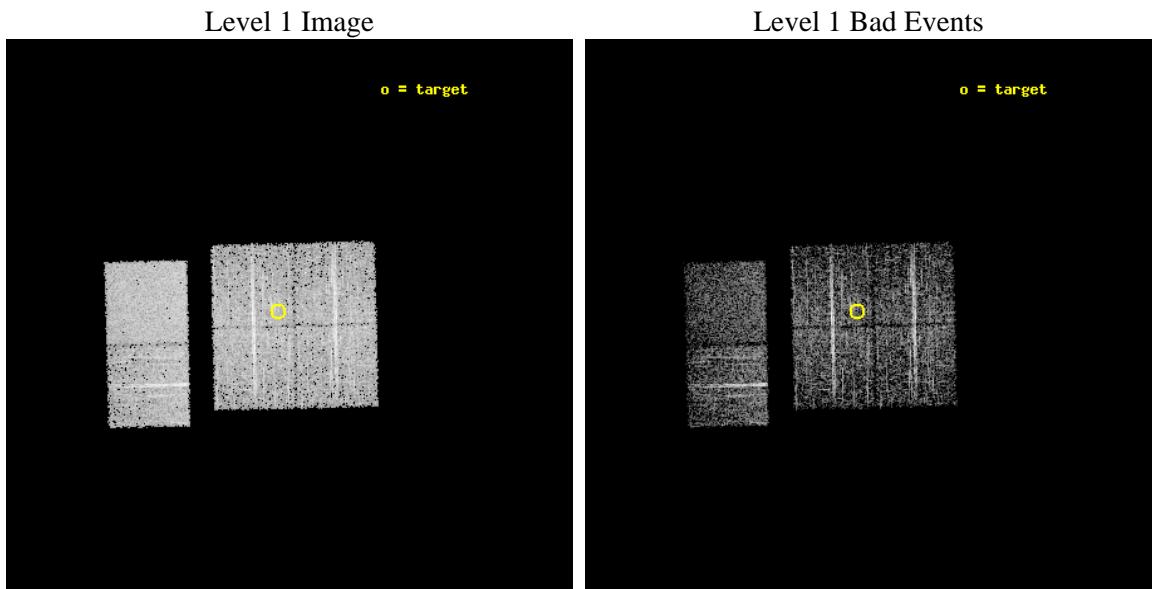 Level 1 Image
Level 1 Bad Events
o = target
o = target